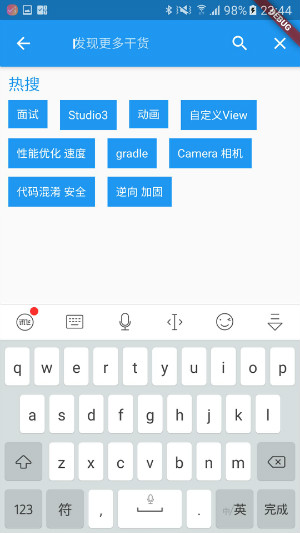 98% 22:44
DEBUG
发现更多干货
热搜
面试 Studio3 动画 自定义View
性能优化 速度 gradle Camera 相机
代码混淆 安全 逆向 加固
q w e r t y u i o p
a s d f g h j k l
z x c v b n m
123 符 , . 英 完成